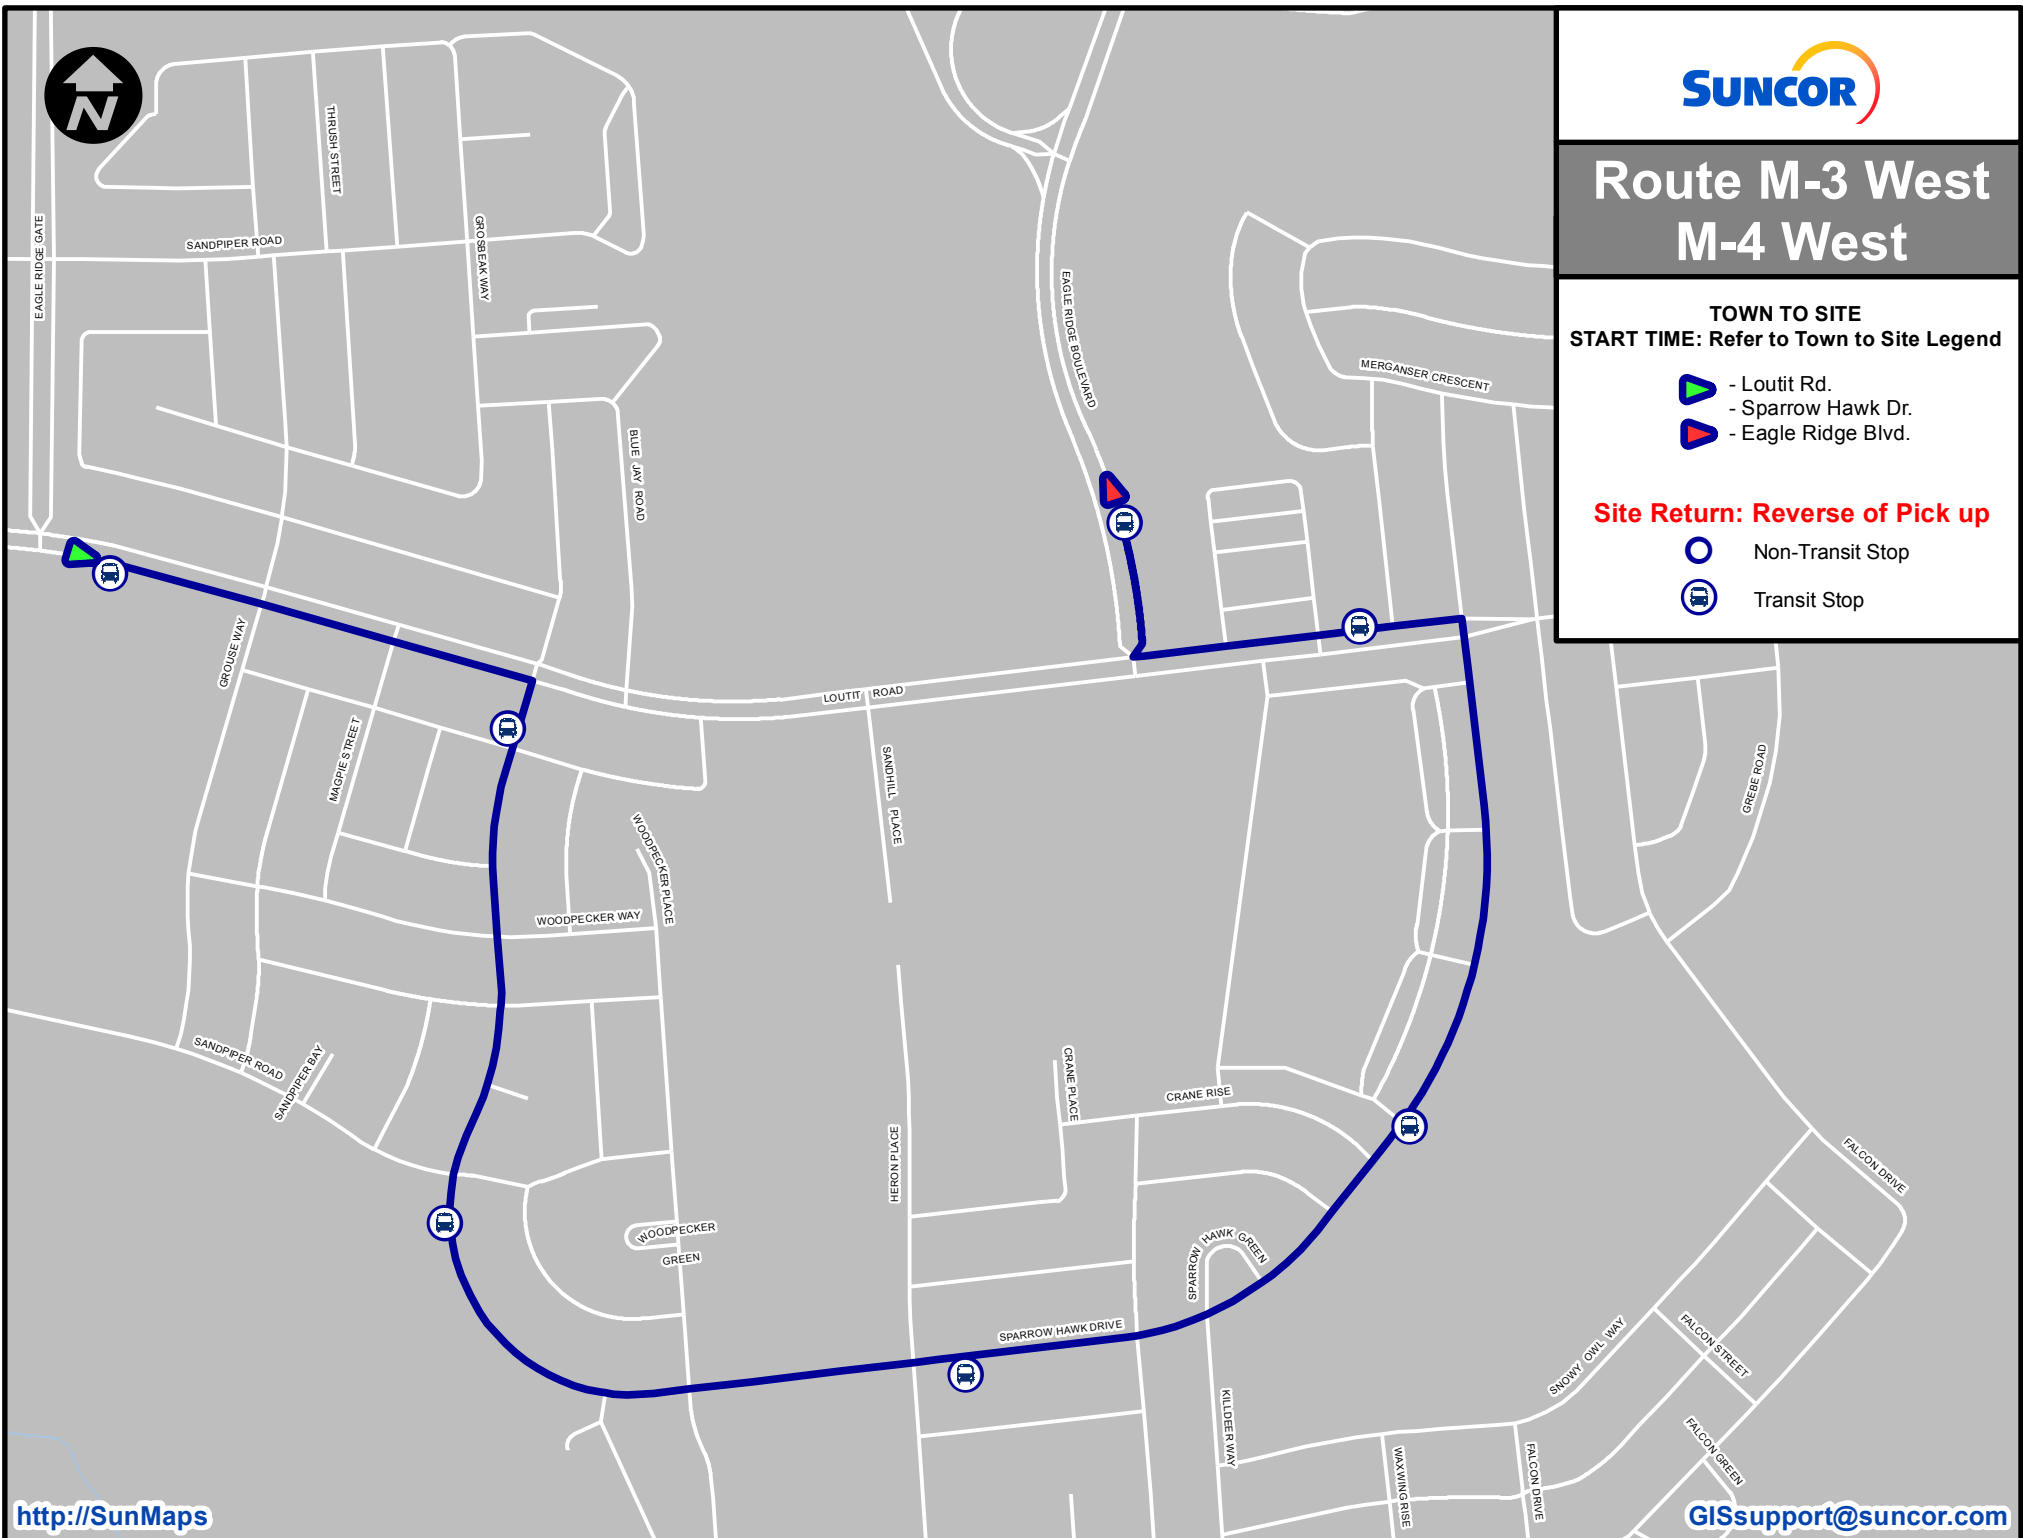 SUNCOR
Route M-3 West
M-4 West
TOWN TO SITE
START TIME: Refer to Town to Site Legend
- Loutit Rd.
- Sparrow Hawk Dr.
- Eagle Ridge Blvd.
Site Return: Reverse of Pick up
Non-Transit Stop
Transit Stop
N
THRUSH STREET
EAGLE RIDGE GATE
SANDPIPER ROAD
GROSBEAK WAY
EAGLE RIDGE BOULEVARD
MERGANSER CRESCENT
BLUE JAY ROAD
GROUSE WAY
LOUTIT ROAD
MAGPIE STREET
SANDHILL PLACE
GREBE ROAD
WOODPECKER PLACE
WOODPECKER WAY
SANDPIPER ROAD
SANDPIPER BAY
CRANE PLACE
CRANE RISE
HERON PLACE
FALCON DRIVE
WOODPECKER
GREEN
SPARROW HAWK GREEN
SPARROW HAWK DRIVE
SNOWY OWL WAY
FALCON STREET
KILLDEER WAY
WAXWING RISE
FALCON DRIVE
FALCON GREEN
http://SunMaps
GISsupport@suncor.com